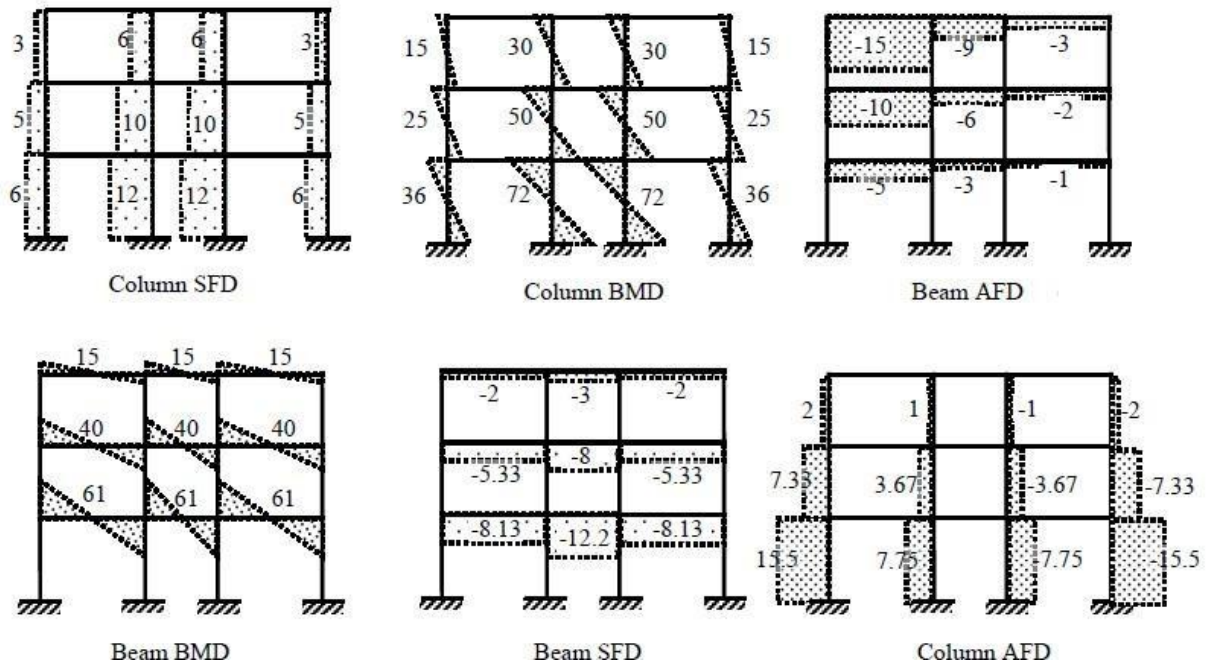 3 6 6 3
5 10 10 5
6 12 12 6
Column SFD
15 30 30 15
25 50 50 25
36 72 72 36
Column BMD
-15 -9 -3
-10 -6 -2
-5 -3 -1
Beam AFD
15 15 15
40 40 40
61 61 61
Beam BMD
-2 -3 -2
-5.33 -8 -5.33
-8.13 -12.2 -8.13
Beam SFD
2 1 -1 -2
7.33 3.67 -3.67 -7.33
15.5 7.75 -7.75 -15.5
Column AFD